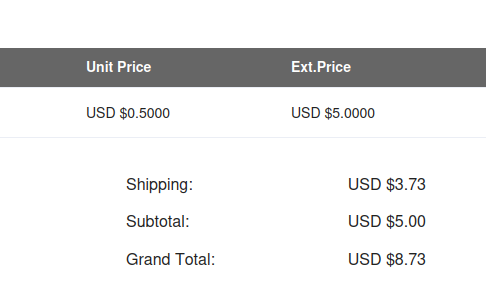 Unit Price Ext.Price
USD $0.5000 USD $5.0000
Shipping: USD $3.73
Subtotal: USD $5.00
Grand Total: USD $8.73